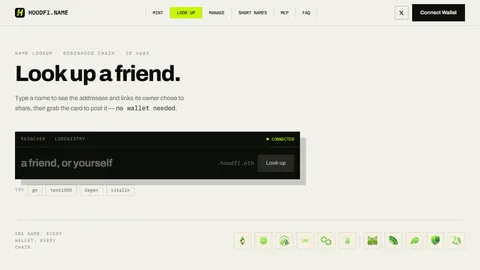 HOODFI.NAME
MINT
LOOK UP
MANAGE
SHORT NAMES
MCP
FAQ
Connect Wallet
NAME LOOKUP · ROBINHOOD CHAIN · ID 4663
Look up a friend.
Type a name to see the addresses and links its owner chose to
share, then grab the card to post it — no wallet needed.
RESOLVER · L2REGISTRY
CONNECTED
a friend, or yourself
.hoodfi.eth
Look up
TRY
gm
test1000
degen
vitalik
ONE NAME. EVERY
WALLET, EVERY
CHAIN.